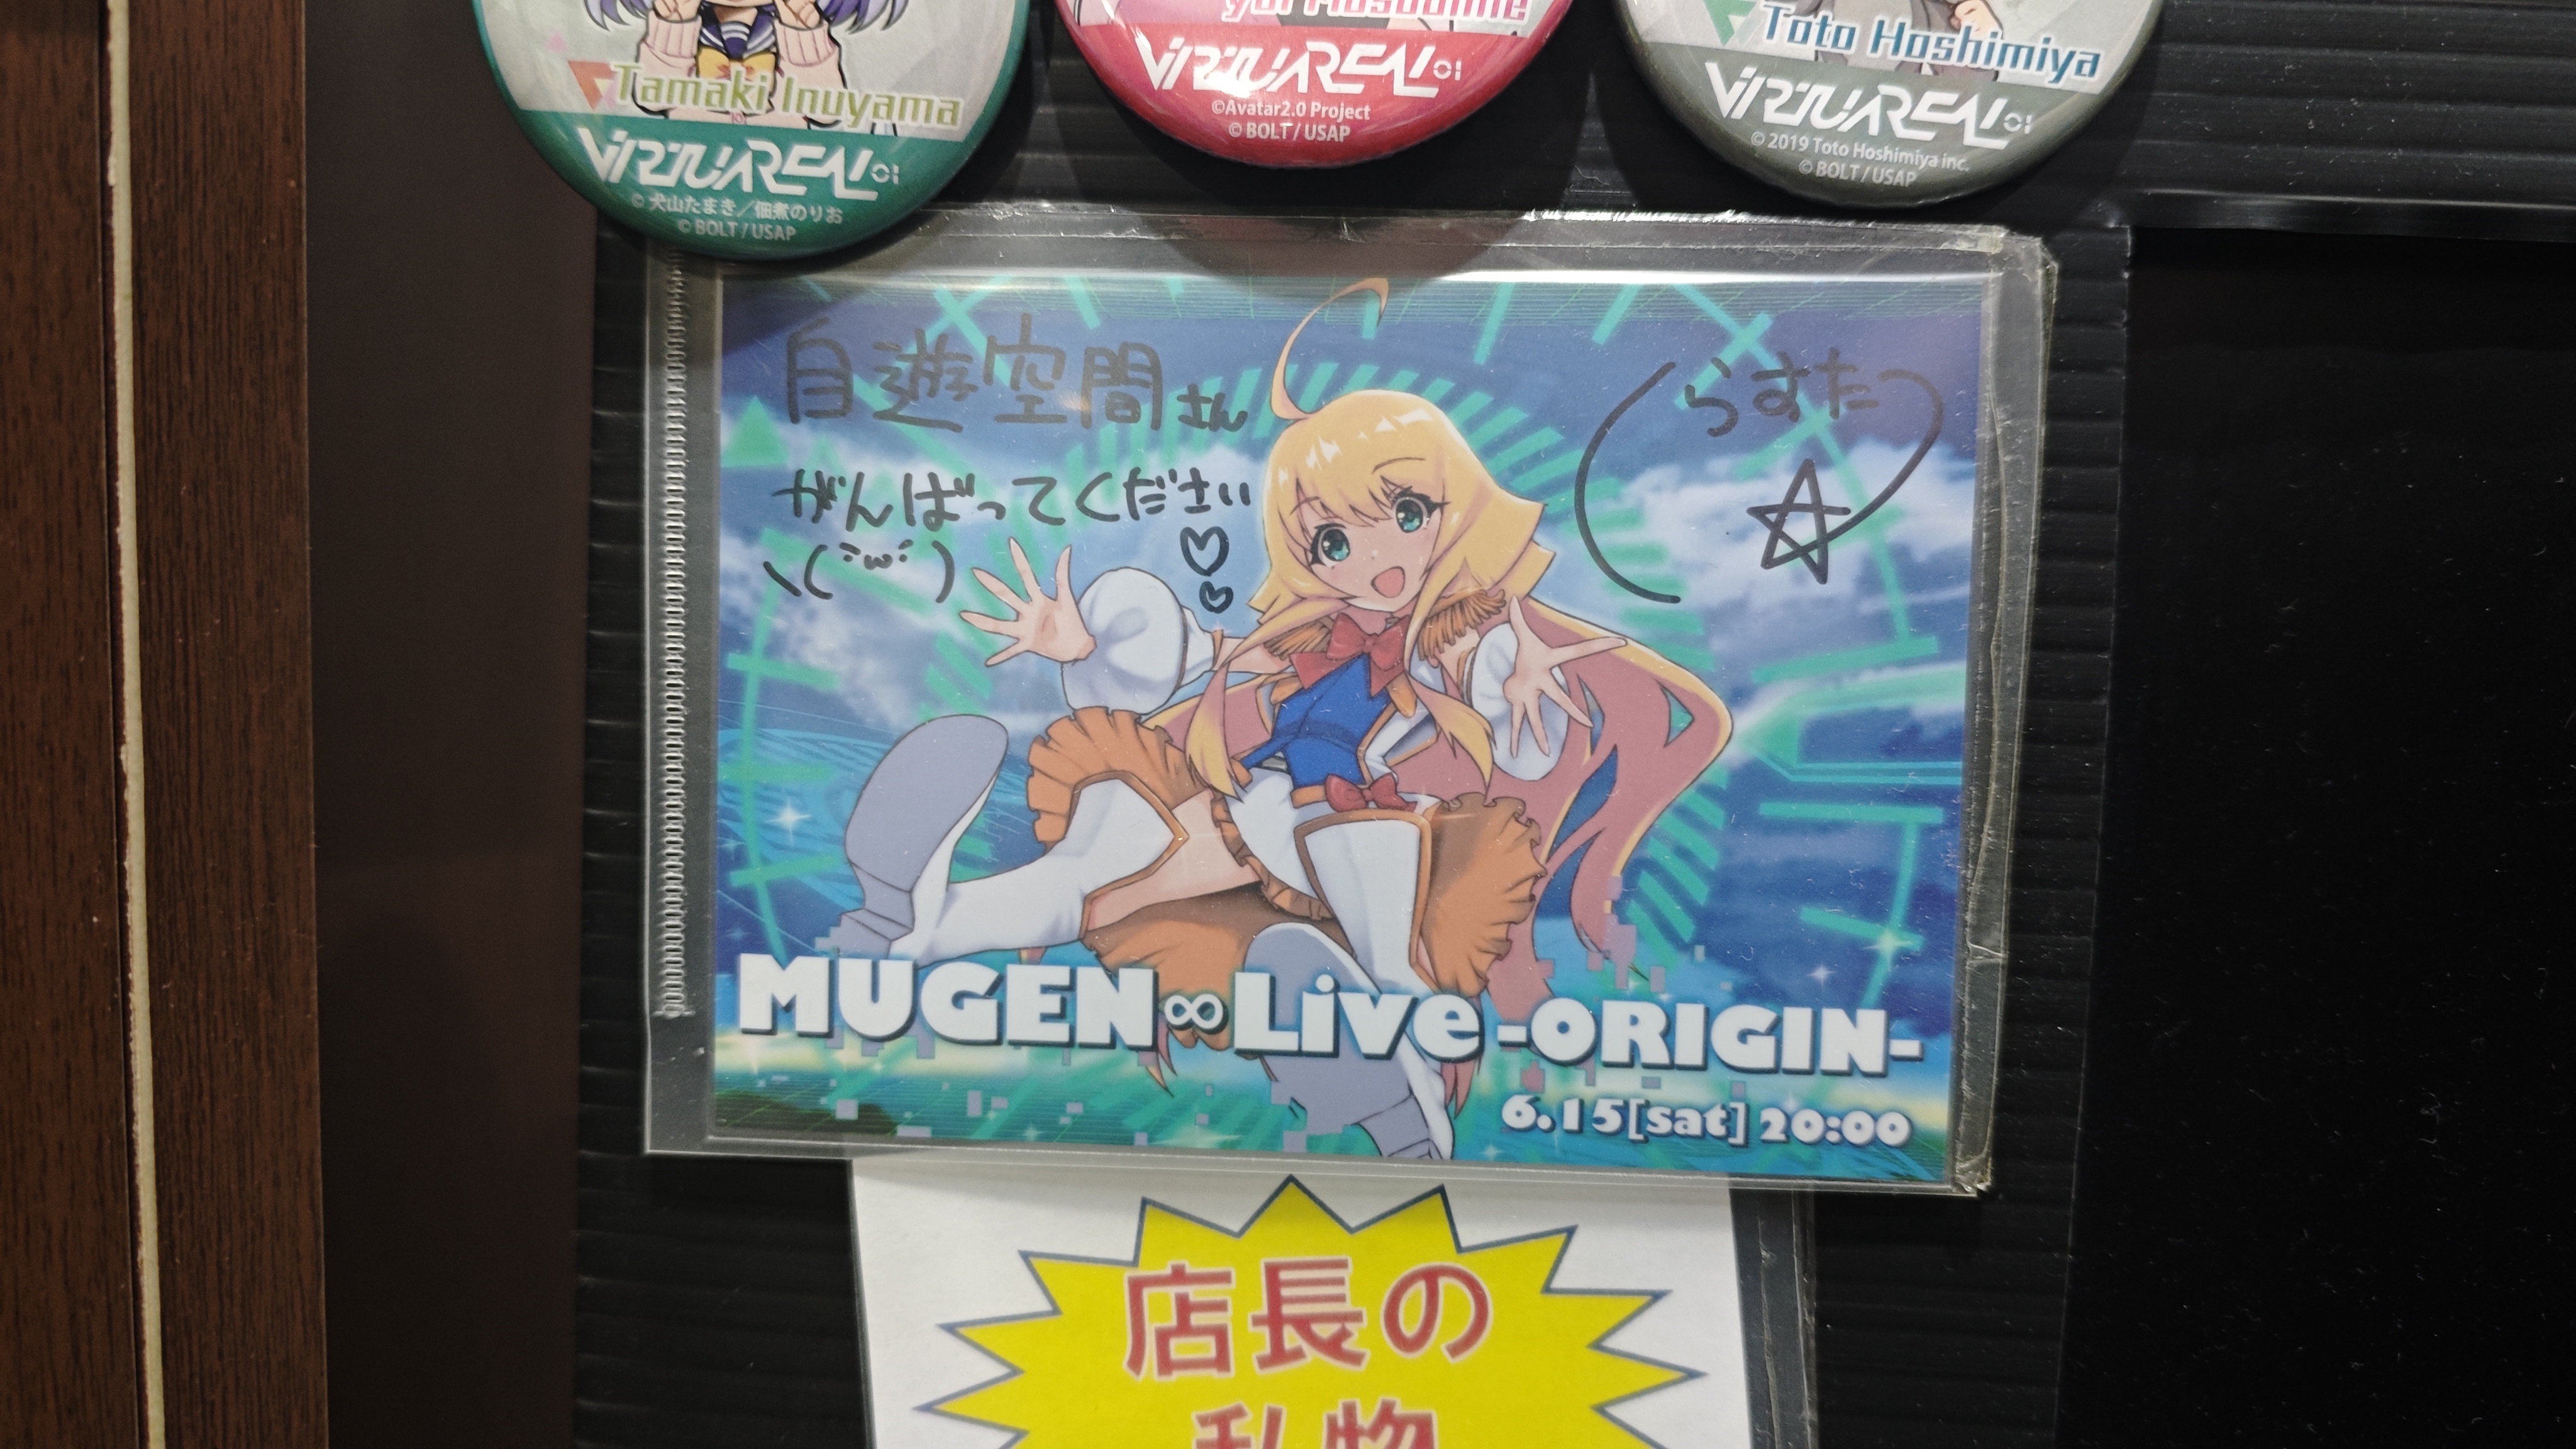 Tamaki Inuyama
VIRTUAREAL.01
© 犬山たまき／佃煮のりお
© BOLT / USAP
VIRTUAREAL.01
©Avatar2.0 Project
© BOLT / USAP
Toto Hoshimiya
VIRTUAREAL.01
© 2019 Toto Hoshimiya inc.
© BOLT / USAP
自遊空間さん
がんばってください
らすた
MUGEN∞Live -ORIGIN-
6.15[sat] 20:00
店長の
私物